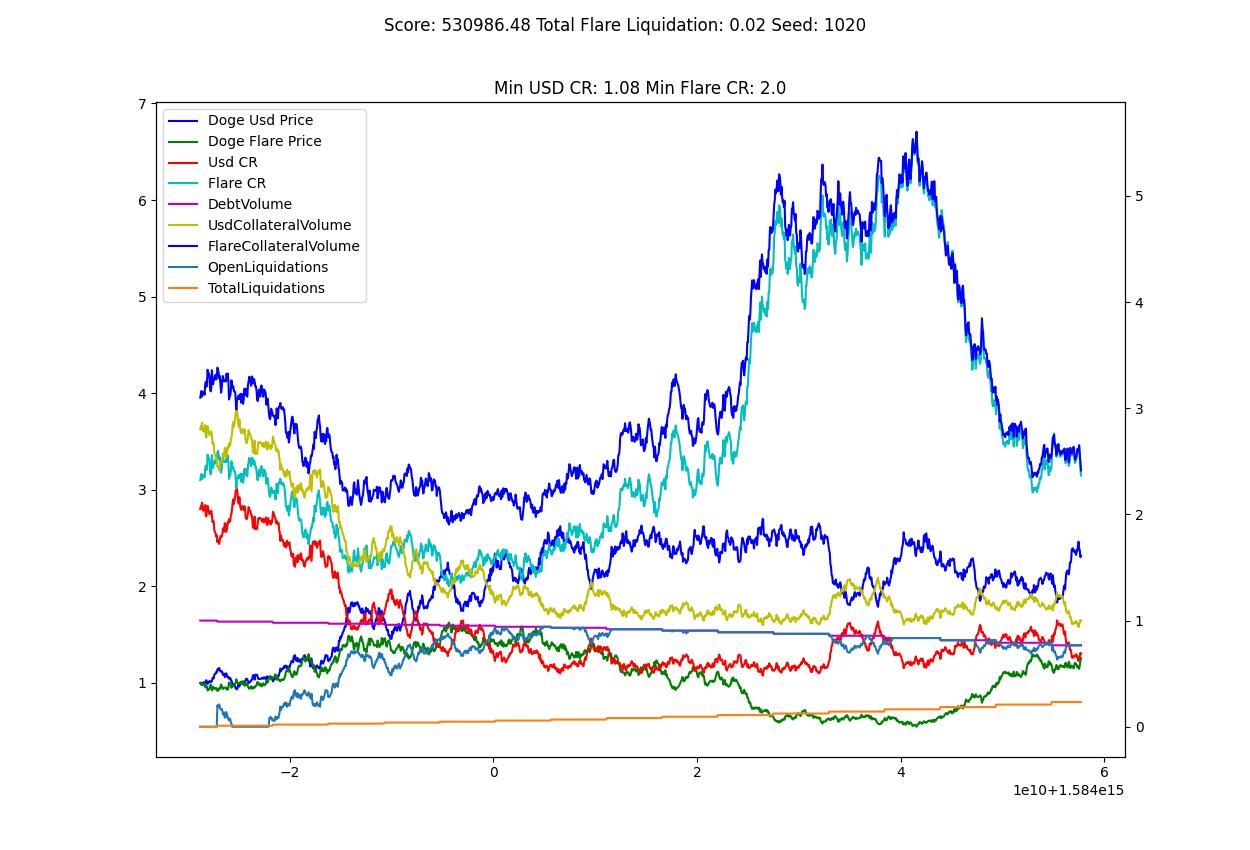 Score: 530986.48 Total Flare Liquidation: 0.02 Seed: 1020
Min USD CR: 1.08 Min Flare CR: 2.0
Doge Usd Price
Doge Flare Price
Usd CR
Flare CR
DebtVolume
UsdCollateralVolume
FlareCollateralVolume
OpenLiquidations
TotalLiquidations
7
6
5
4
3
2
1
5
4
3
2
1
0
−2 0 2 4 6
1e10+1.584e15